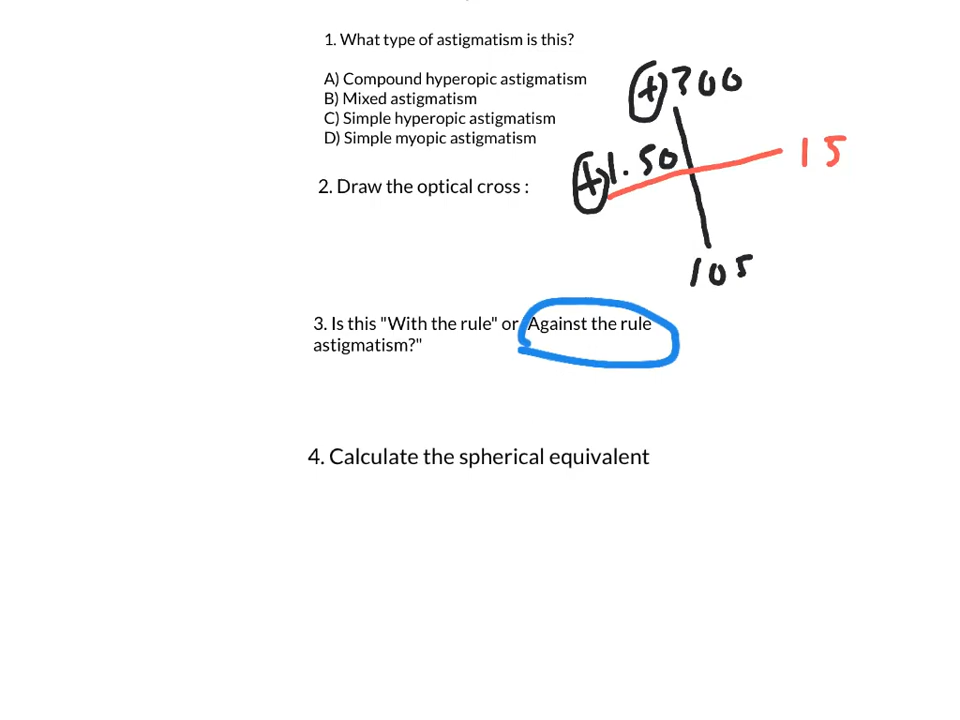 1. What type of astigmatism is this?
A) Compound hyperopic astigmatism
B) Mixed astigmatism
C) Simple hyperopic astigmatism
D) Simple myopic astigmatism
2. Draw the optical cross :
+300
+1.50
15
105
3. Is this "With the rule" or Against the rule
astigmatism?"
4. Calculate the spherical equivalent